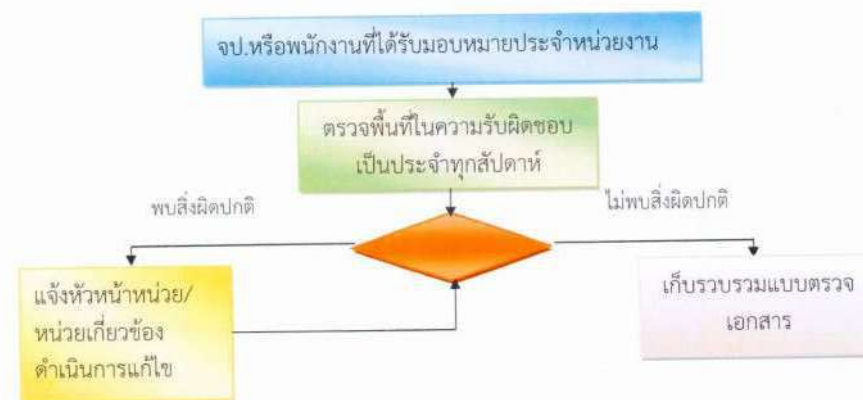 จป.หรือพนักงานที่ได้รับมอบหมายประจำหน่วยงาน
ตรวจพื้นที่ในความรับผิดชอบ
เป็นประจำทุกสัปดาห์
พบสิ่งผิดปกติ
ไม่พบสิ่งผิดปกติ
แจ้งหัวหน้าหน่วย/
หน่วยเกี่ยวข้อง
ดำเนินการแก้ไข
เก็บรวบรวมแบบตรวจ
เอกสาร